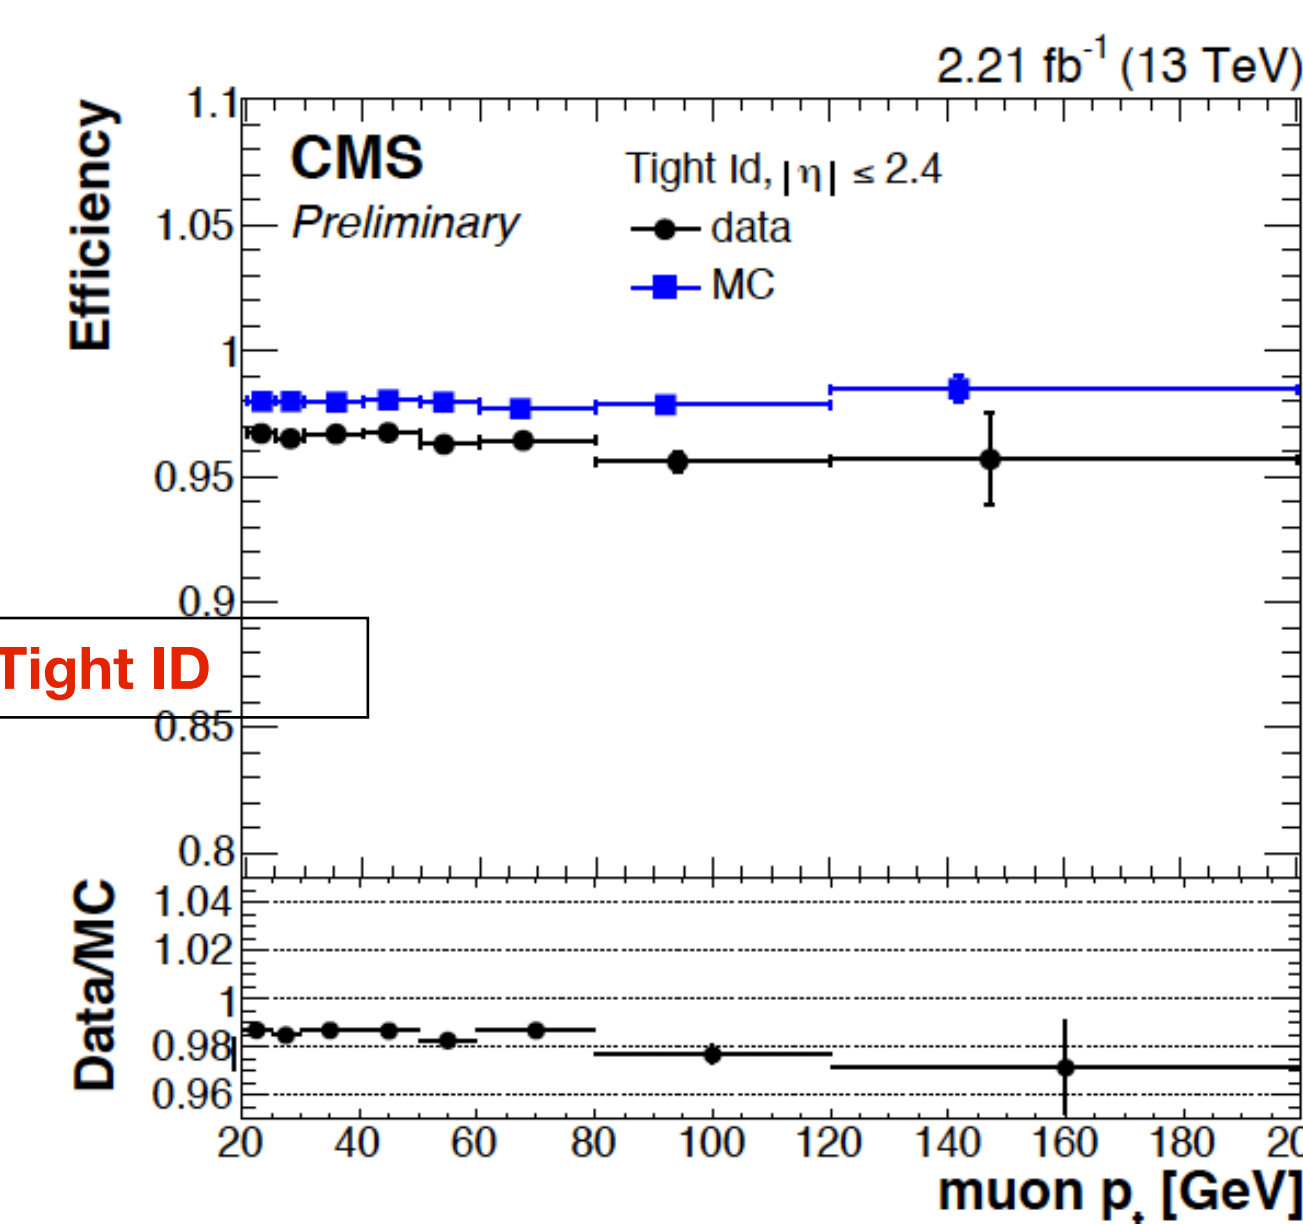 2.21 fb⁻¹ (13 TeV)
Efficiency
CMS
Preliminary
Tight Id, |η| ≤ 2.4
data
MC
1.1
1.05
1
0.95
0.9
0.85
0.8
Tight ID
Data/MC
1.04
1.02
1
0.98
0.96
20 40 60 80 100 120 140 160 180 20
muon pₜ [GeV]